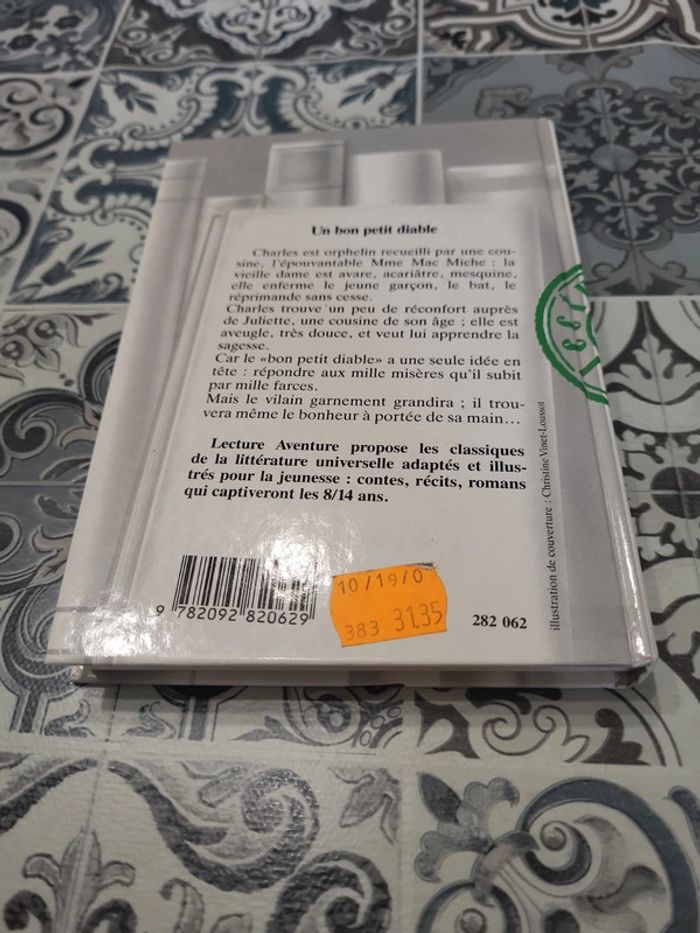 Un bon petit diable
Charles est orphelin recueilli par une cou-
sine, l'épouvantable Mme Mac Miche : la
vieille dame est avare, acariâtre, mesquine,
elle enferme le jeune garçon, le bat, le
réprimande sans cesse.
Charles trouve un peu de réconfort auprès
de Juliette, une cousine de son âge ; elle est
aveugle, très douce, et veut lui apprendre la
sagesse.
Car le «bon petit diable» a une seule idée en
tête : répondre aux mille misères qu'il subit
par mille farces.
Mais le vilain garnement grandira ; il trou-
vera même le bonheur à portée de sa main...
Lecture Aventure propose les classiques
de la littérature universelle adaptés et illus-
trés pour la jeunesse : contes, récits, romans
qui captiveront les 8/14 ans.
illustration de couverture : Christine Vinet-Loussot
9 782092 820629
10/19/0
383 31.35
282 062